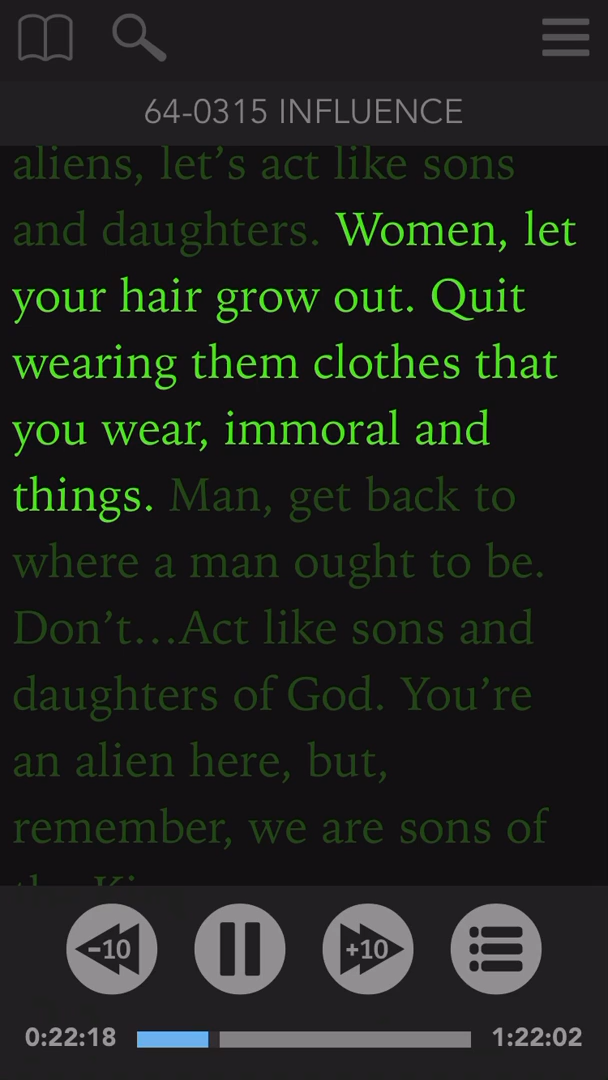 64-0315 INFLUENCE
aliens, let’s act like sons
and daughters. Women, let
your hair grow out. Quit
wearing them clothes that
you wear, immoral and
things. Man, get back to
where a man ought to be.
Don’t…Act like sons and
daughters of God. You’re
an alien here, but,
remember, we are sons of
-10
+10
0:22:18
1:22:02